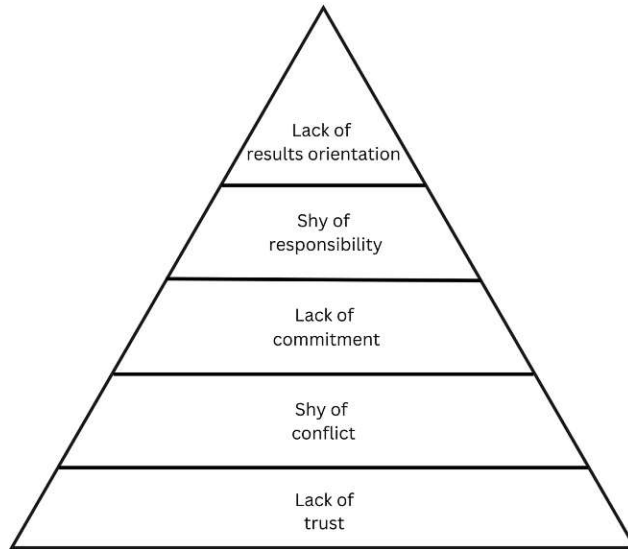 Lack of
results orientation
Shy of
responsibility
Lack of
commitment
Shy of
conflict
Lack of
trust